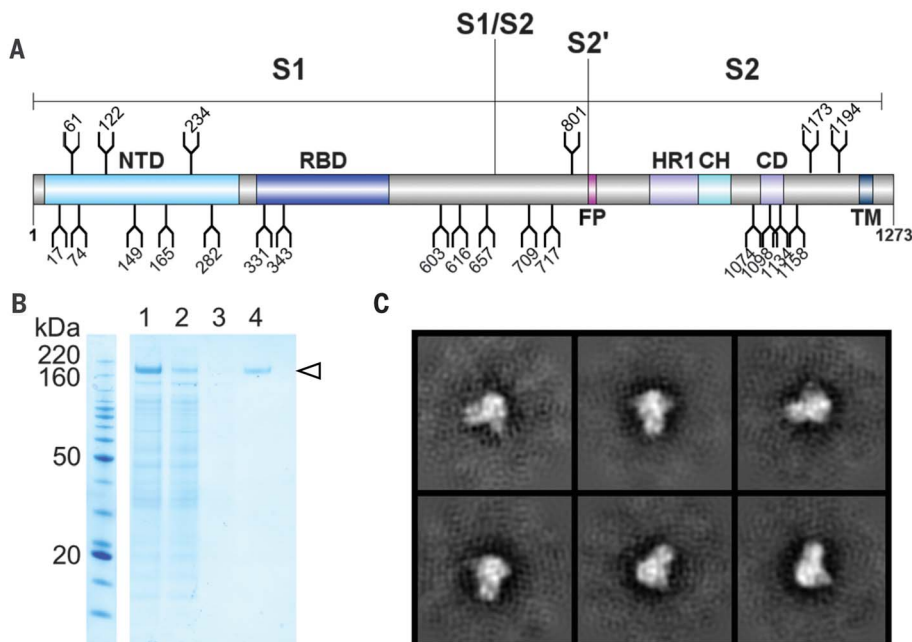 A
S1/S2
S2'
S1
S2
61
122
234
801
1173
1194
NTD
RBD
HR1 CH
CD
FP
TM
1
1273
17
74
149
165
282
331
343
603
616
657
709
717
1074
1098
1134
1158
B
kDa
1 2 3 4
220
160
50
20
C